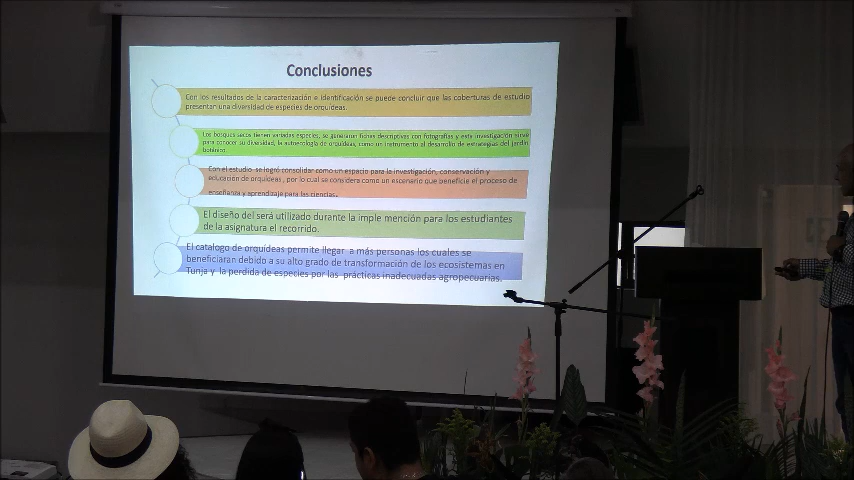 Conclusiones
Con los resultados de la caracterización e identificación se puede concluir que las coberturas de estudio
presentan una diversidad de especies de orquídeas.
Los bosques secos tienen variadas especies, se generaron fichas descriptivas con fotografías y esta investigación sirve
para conocer su diversidad, la autoecología de orquídeas, como un instrumento al desarrollo de estrategias del jardín
botánico.
Con el estudio se logró consolidar como un espacio para la investigación, conservación y
educación de orquídeas , por lo cual se considera como un escenario que beneficie el proceso de
enseñanza y aprendizaje para las ciencias.
El diseño del será utilizado durante la imple mención para los estudiantes
de la asignatura el recorrido.
El catalogo de orquídeas permite llegar a más personas los cuales se
beneficiaran debido a su alto grado de transformación de los ecosistemas en
Tunja y la perdida de especies por las prácticas inadecuadas agropecuarias.